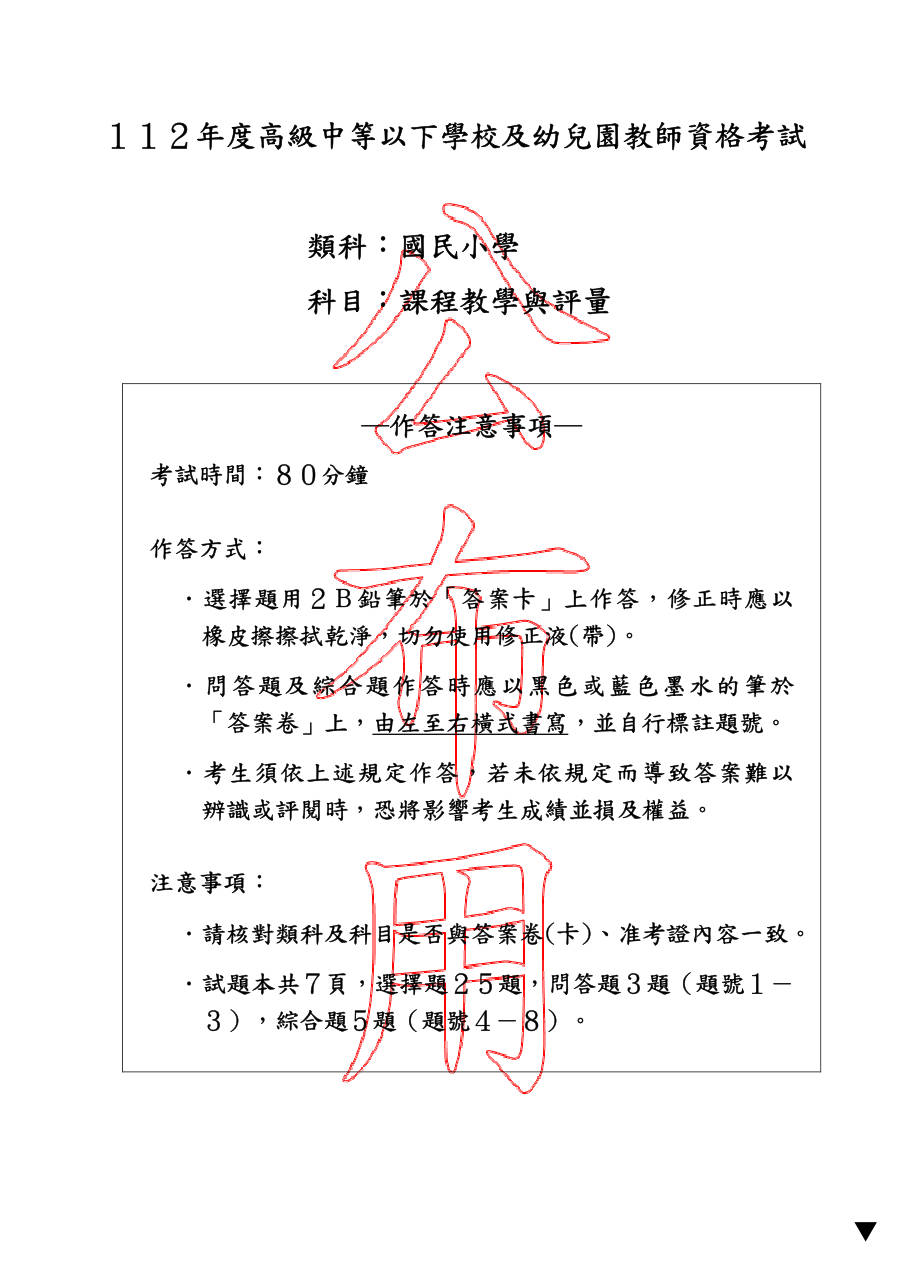 １１２年度高級中等以下學校及幼兒園教師資格考試
類科：國民小學
科目：課程教學與評量
—作答注意事項—
考試時間：８０分鐘
作答方式：
．選擇題用２Ｂ鉛筆於「答案卡」上作答，修正時應以
橡皮擦擦拭乾淨，切勿使用修正液(帶)。
．問答題及綜合題作答時應以黑色或藍色墨水的筆於
「答案卷」上，由左至右橫式書寫，並自行標註題號。
．考生須依上述規定作答，若未依規定而導致答案難以
辨識或評閱時，恐將影響考生成績並損及權益。
注意事項：
．請核對類科及科目是否與答案卷(卡)、准考證內容一致。
．試題本共７頁，選擇題２５題，問答題３題（題號１－
３），綜合題５題（題號４－８）。
公布用
▼